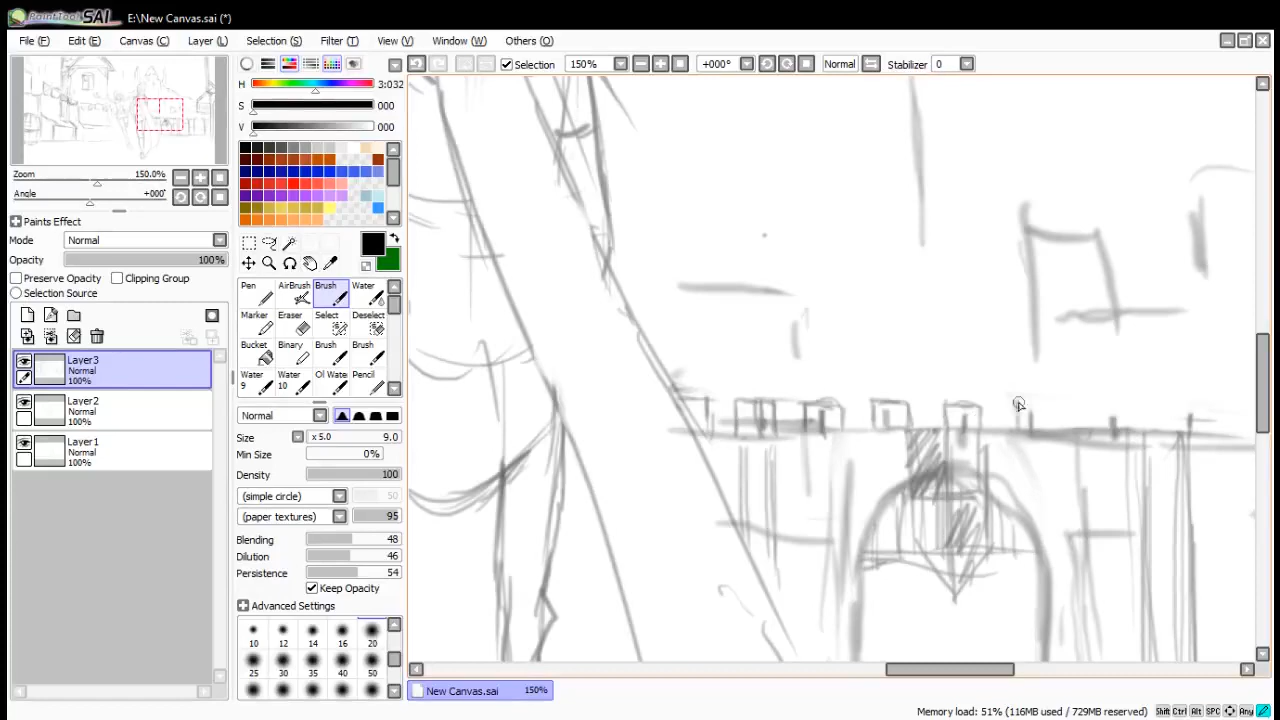 PaintTool SAI E:\New Canvas.sai (*)
File (F) Edit (E) Canvas (C) Layer (L) Selection (S) Filter (T) View (V) Window (W) Others (O)
Selection 150% +000° Normal Stabilizer 0
H 3:032
S 000
V 000
Zoom 150.0%
Angle +000°
Paints Effect
Mode Normal
Opacity 100%
Preserve Opacity Clipping Group
Selection Source
Layer3
Normal
100%
Layer2
Normal
100%
Layer1
Normal
100%
Pen AirBrush Brush Water
Marker Eraser Select Deselect
Bucket Binary Brush Brush
Water 9 Water 10 Ol Wate Pencil
Normal
Size x 5.0 9.0
Min Size 0%
Density 100
(simple circle) 50
(paper textures) 95
Blending 48
Dilution 46
Persistence 54
Keep Opacity
Advanced Settings
10 12 14 16 20
25 30 35 40 50
New Canvas.sai 150%
Memory load: 51% (116MB used / 729MB reserved) Shift Ctrl Alt SPC Any